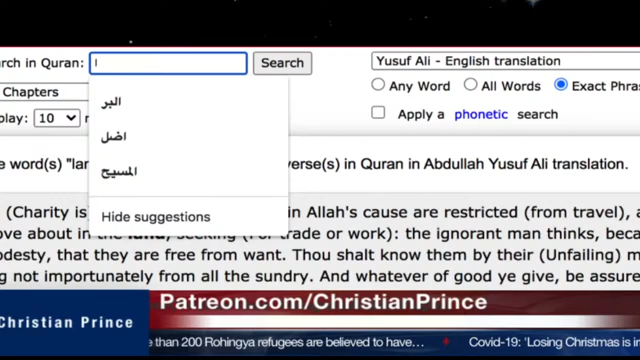 rch in Quran: ا Search Yusuf Ali - English translation
Chapters Any Word All Words Exact Phras
play: 10 Apply a phonetic search
البر
اضل
المسيح
Hide suggestions
e word(s) "lan verse(s) in Quran in Abdullah Yusuf Ali translation.
(Charity is in Allah's cause are restricted (from travel), a
ove about in the land, seeking (For trade or work): the ignorant man thinks, beca
odesty, that they are free from want. Thou shalt know them by their (Unfailing) m
ng not importunately from all the sundry. And whatever of good ye give, be assure
Patreon.com/ChristianPrince
Christian Prince
e than 200 Rohingya refugees are believed to have... Covid-19: 'Losing Christmas is i